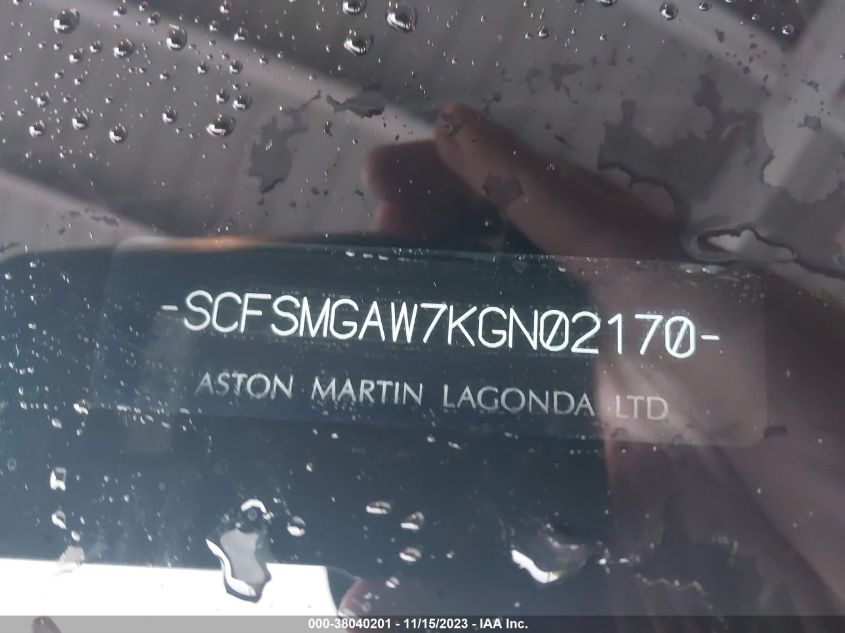 -SCFSMGAW7KGN02170-
ASTON MARTIN LAGONDA LTD
000-38040201 - 11/15/2023 - IAA Inc.